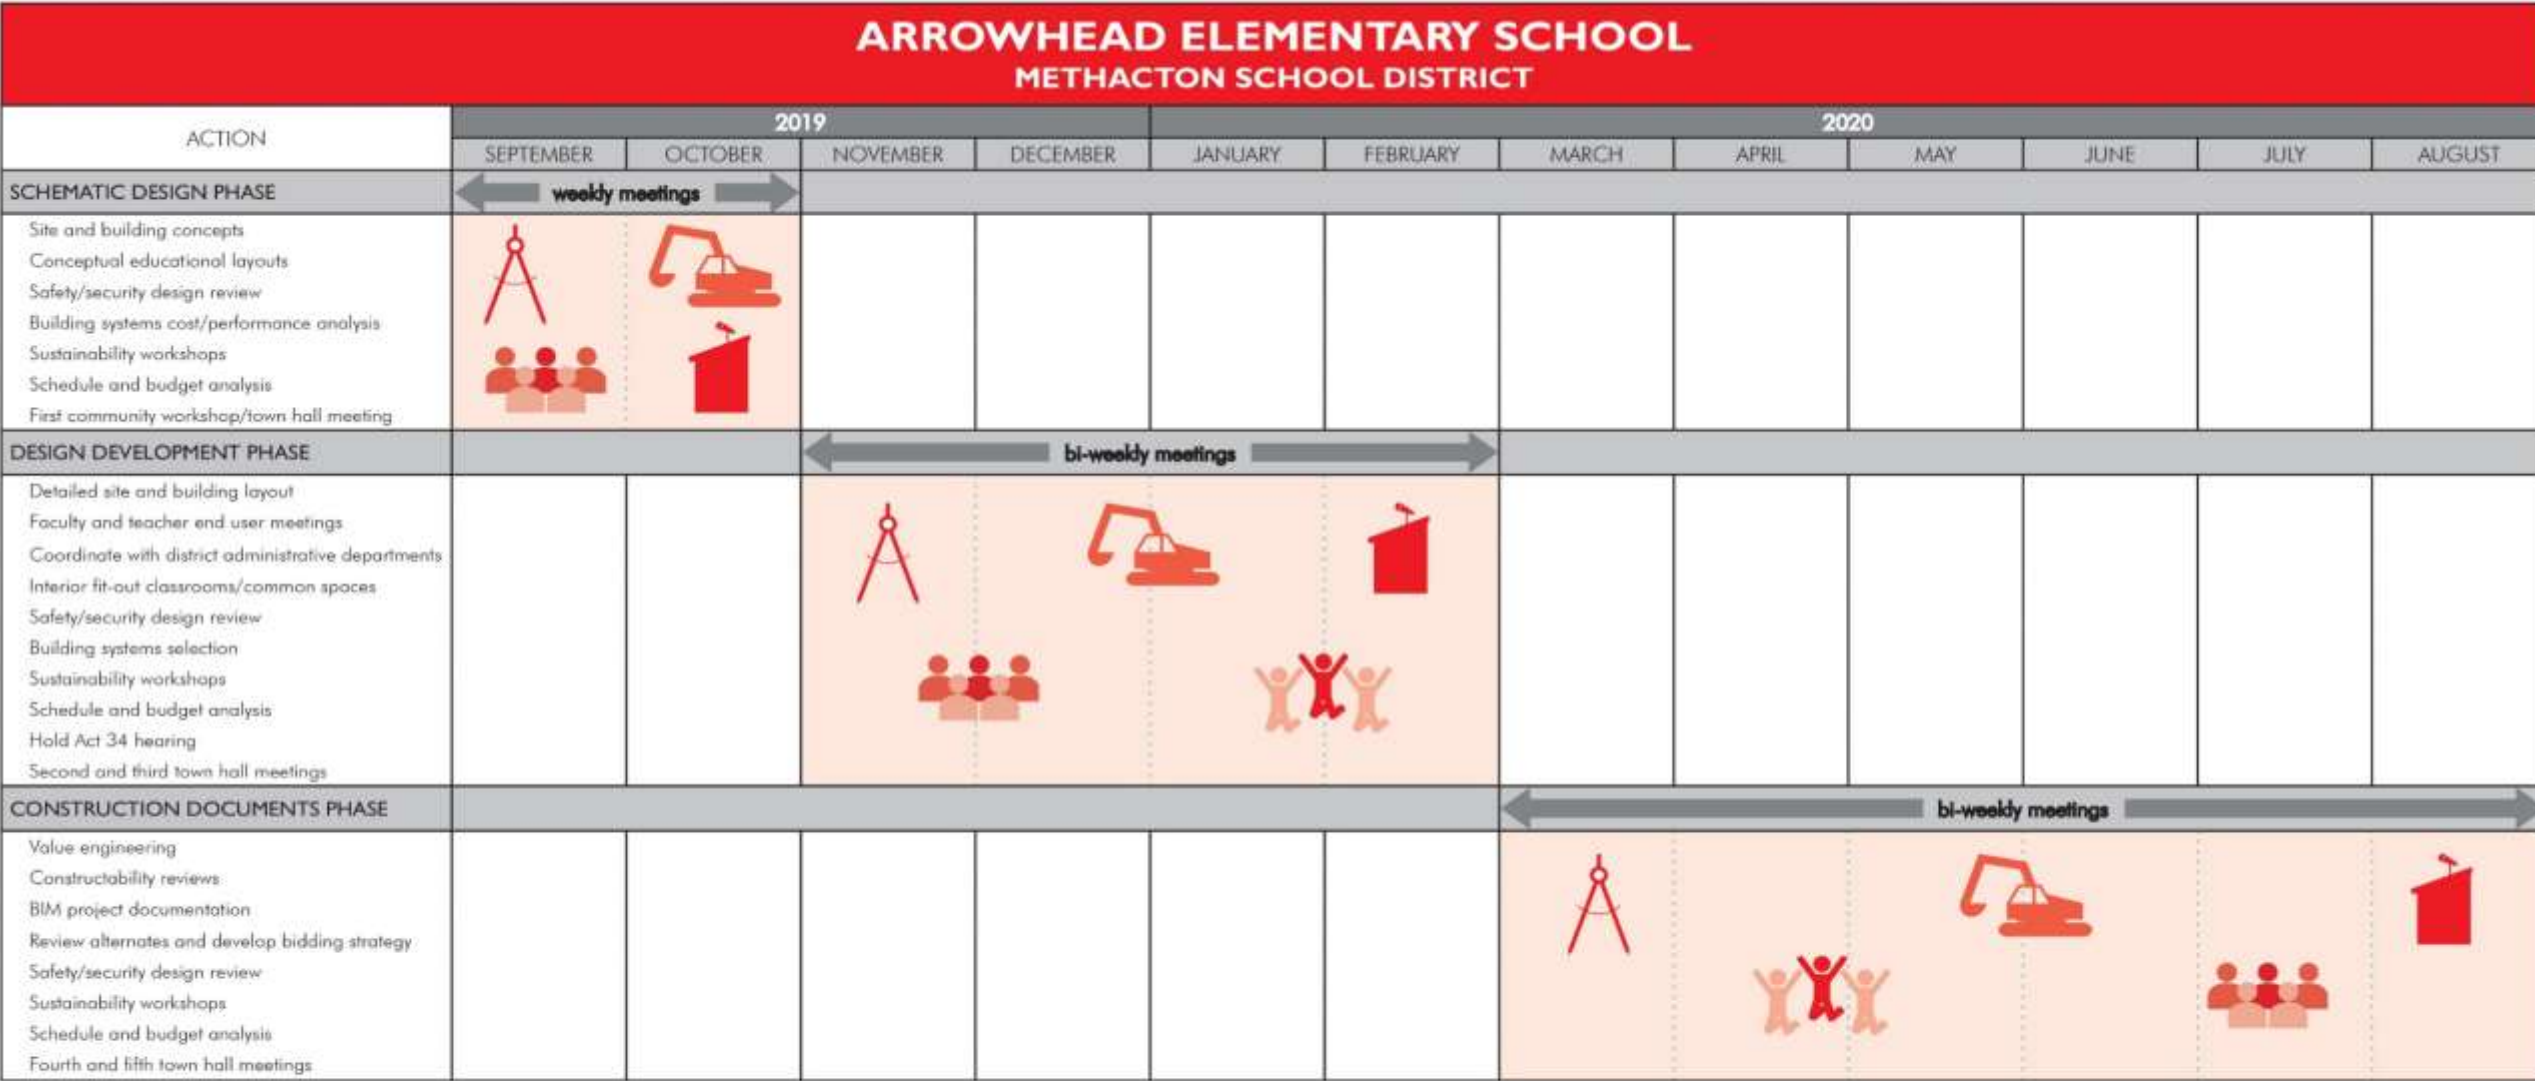 ARROWHEAD ELEMENTARY SCHOOL
METHACTON SCHOOL DISTRICT
ACTION
2019
2020
SEPTEMBER
OCTOBER
NOVEMBER
DECEMBER
JANUARY
FEBRUARY
MARCH
APRIL
MAY
JUNE
JULY
AUGUST
SCHEMATIC DESIGN PHASE
weekly meetings
Site and building concepts
Conceptual educational layouts
Safety/security design review
Building systems cost/performance analysis
Sustainability workshops
Schedule and budget analysis
First community workshop/town hall meeting
DESIGN DEVELOPMENT PHASE
bi-weekly meetings
Detailed site and building layout
Faculty and teacher end user meetings
Coordinate with district administrative departments
Interior fit-out classrooms/common spaces
Safety/security design review
Building systems selection
Sustainability workshops
Schedule and budget analysis
Hold Act 34 hearing
Second and third town hall meetings
CONSTRUCTION DOCUMENTS PHASE
bi-weekly meetings
Value engineering
Constructability reviews
BIM project documentation
Review alternates and develop bidding strategy
Safety/security design review
Sustainability workshops
Schedule and budget analysis
Fourth and fifth town hall meetings